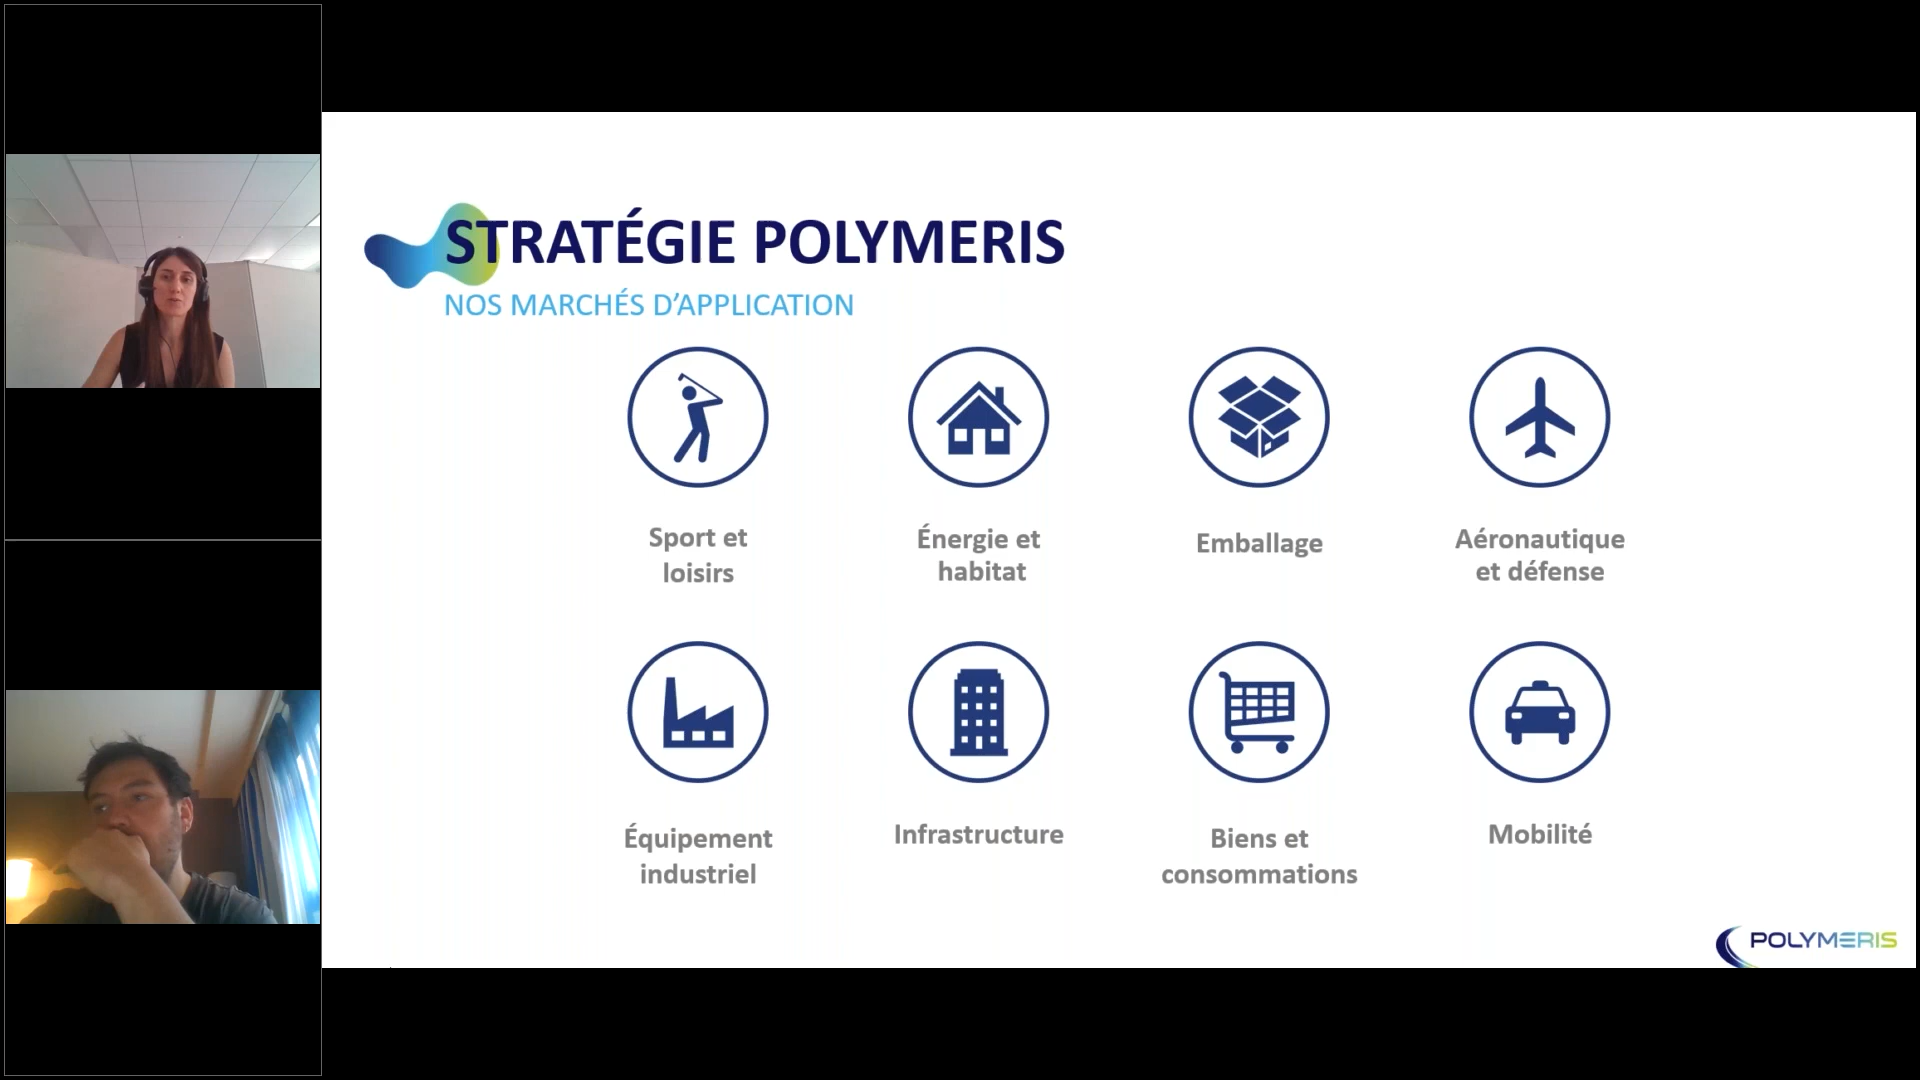 STRATÉGIE POLYMERIS
NOS MARCHÉS D'APPLICATION
Sport et
loisirs
Énergie et
habitat
Emballage
Aéronautique
et défense
Équipement
industriel
Infrastructure
Biens et
consommations
Mobilité
POLYMERIS